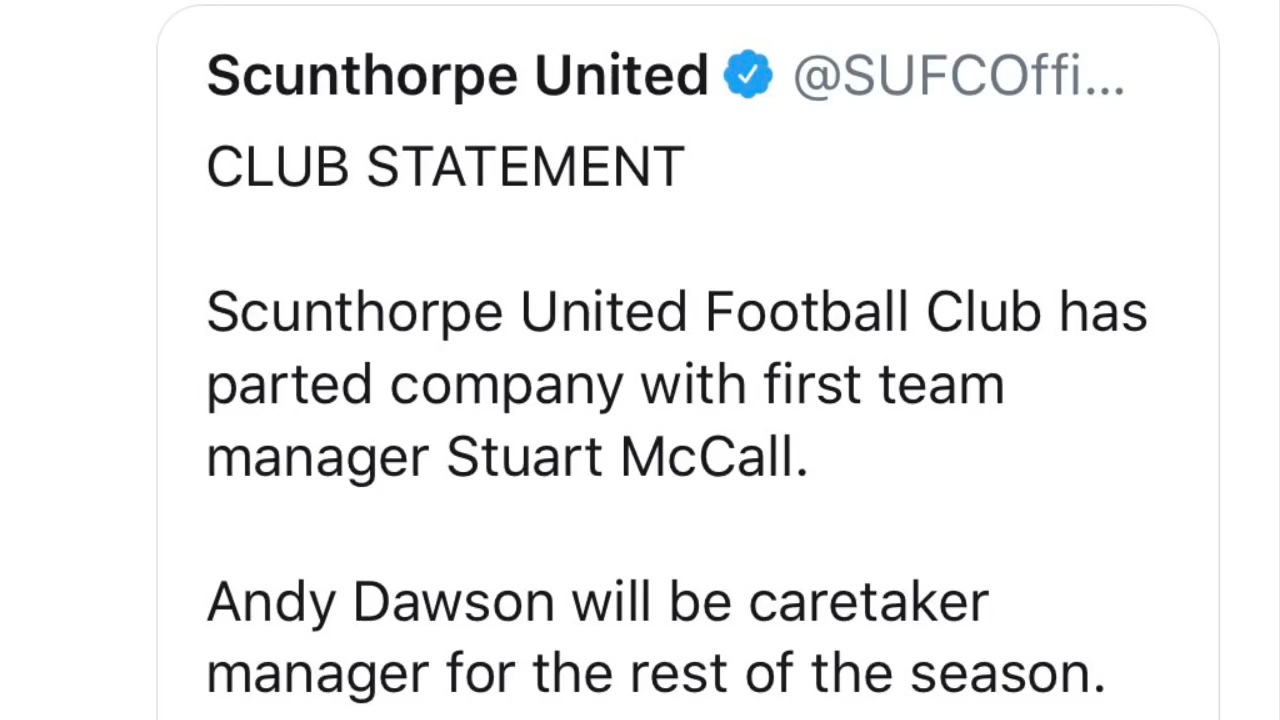 Scunthorpe United @SUFCOffi...
CLUB STATEMENT
Scunthorpe United Football Club has
parted company with first team
manager Stuart McCall.
Andy Dawson will be caretaker
manager for the rest of the season.